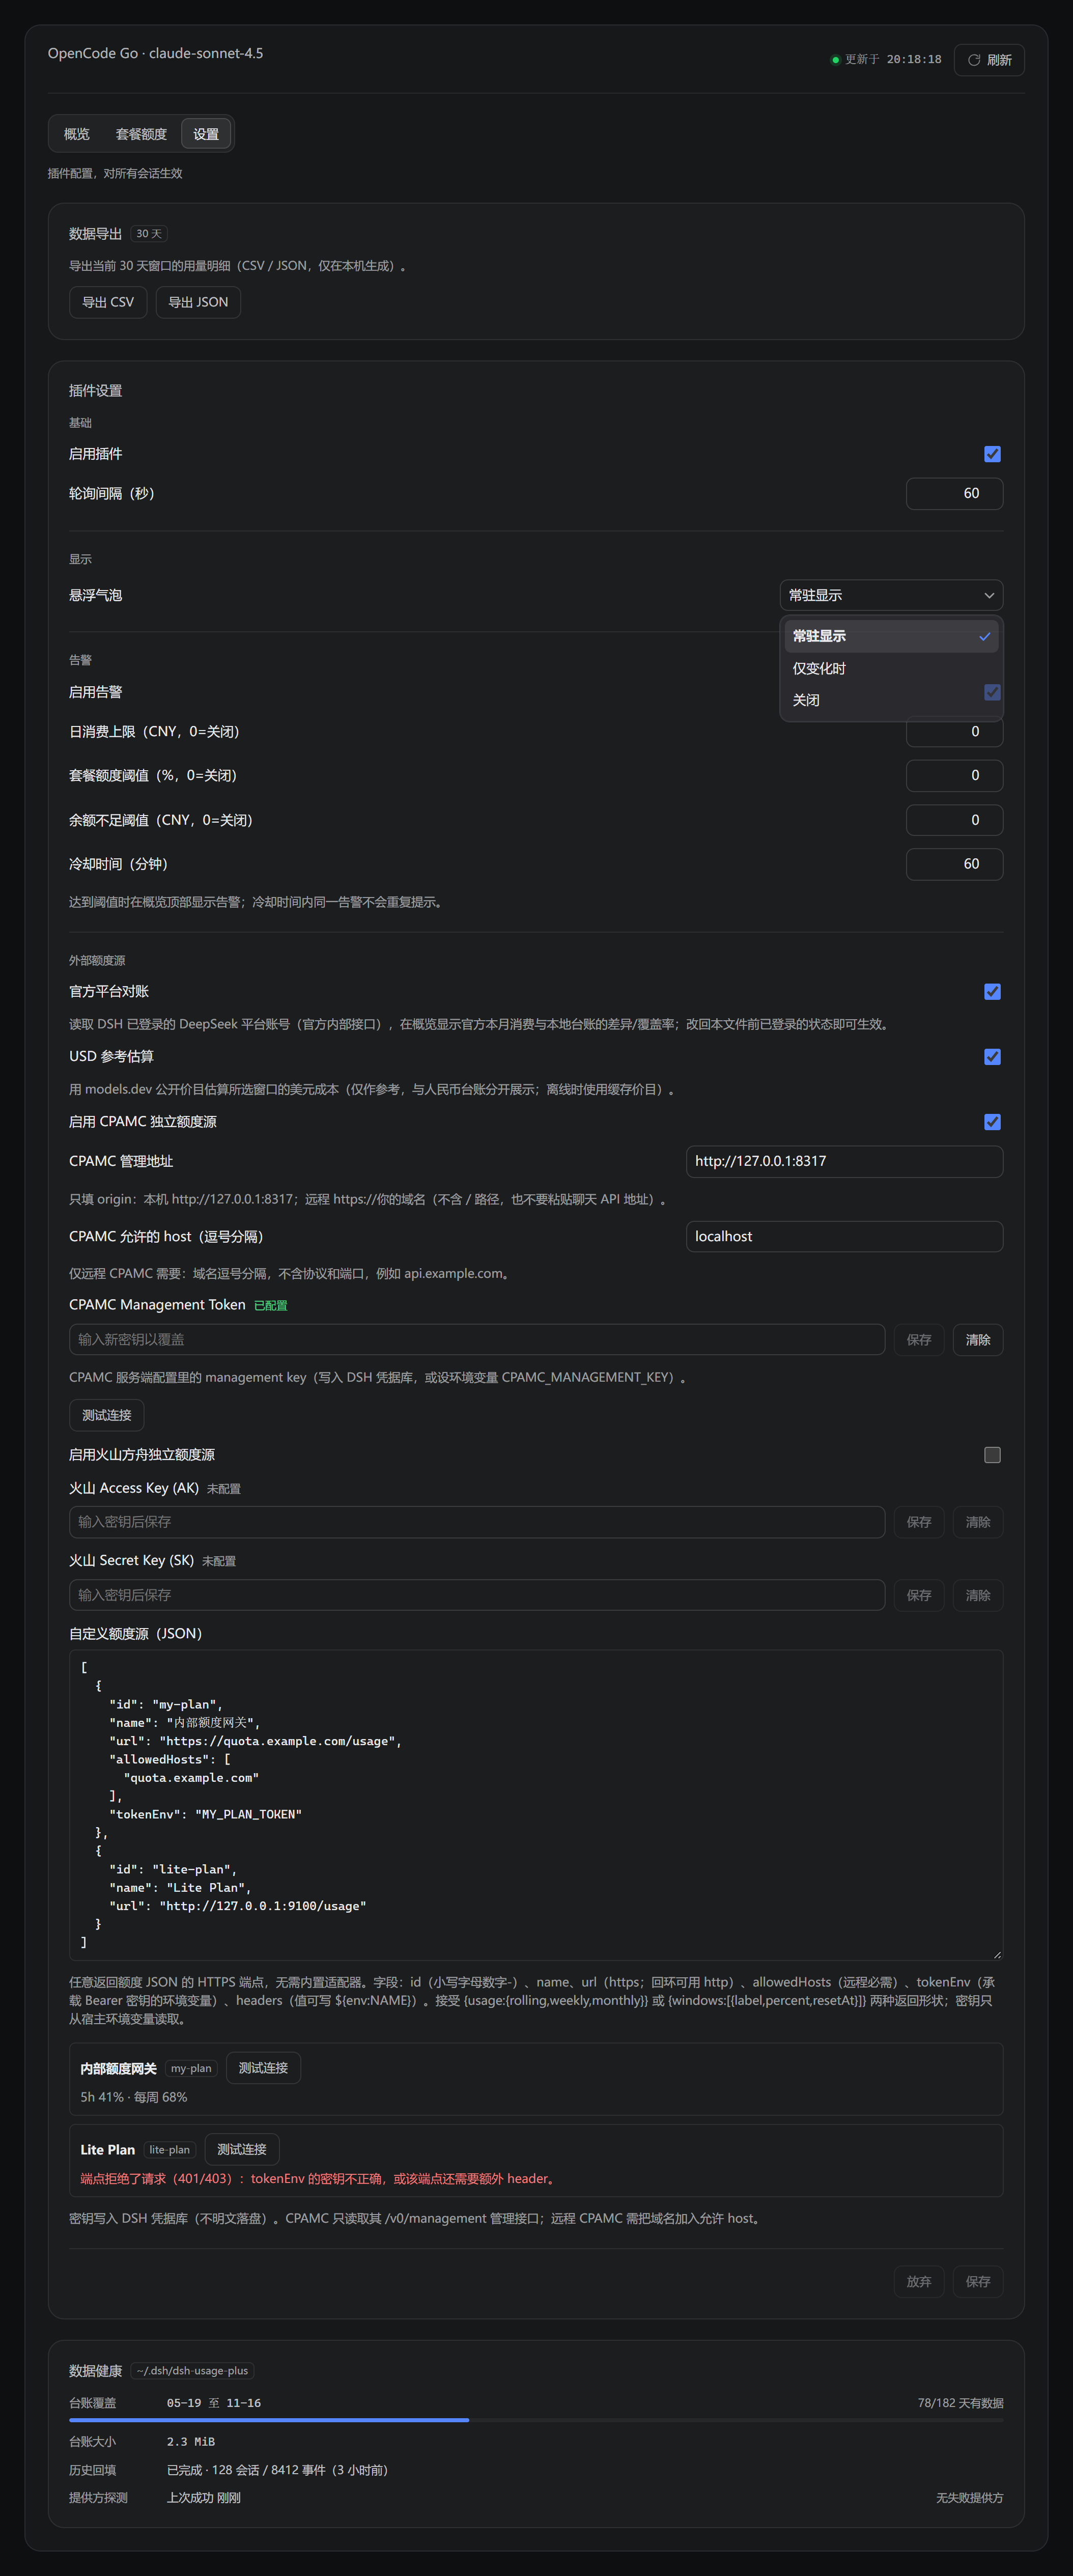 OpenCode Go · claude-sonnet-4.5
更新于 20:18:18
刷新
概览
套餐额度
设置
插件配置，对所有会话生效
数据导出
30 天
导出当前 30 天窗口的用量明细（CSV / JSON，仅在本机生成）。
导出 CSV
导出 JSON
插件设置
基础
启用插件
轮询间隔（秒）
60
显示
悬浮气泡
常驻显示
常驻显示
仅变化时
关闭
告警
启用告警
日消费上限（CNY，0=关闭）
0
套餐额度阈值（%，0=关闭）
0
余额不足阈值（CNY，0=关闭）
0
冷却时间（分钟）
60
达到阈值时在概览顶部显示告警；冷却时间内同一告警不会重复提示。
外部额度源
官方平台对账
读取 DSH 已登录的 DeepSeek 平台账号（官方内部接口），在概览显示官方本月消费与本地台账的差异/覆盖率；改回本文件前已登录的状态即可生效。
USD 参考估算
用 models.dev 公开价目估算所选窗口的美元成本（仅作参考，与人民币台账分开展示；离线时使用缓存价目）。
启用 CPAMC 独立额度源
CPAMC 管理地址
http://127.0.0.1:8317
只填 origin：本机 http://127.0.0.1:8317；远程 https://你的域名（不含 / 路径，也不要粘贴聊天 API 地址）。
CPAMC 允许的 host（逗号分隔）
localhost
仅远程 CPAMC 需要：域名逗号分隔，不含协议和端口，例如 api.example.com。
CPAMC Management Token
已配置
输入新密钥以覆盖
保存
清除
CPAMC 服务端配置里的 management key（写入 DSH 凭据库，或设环境变量 CPAMC_MANAGEMENT_KEY）。
测试连接
启用火山方舟独立额度源
火山 Access Key (AK)
未配置
输入密钥后保存
保存
清除
火山 Secret Key (SK)
未配置
输入密钥后保存
保存
清除
自定义额度源（JSON）
[
{
"id": "my-plan",
"name": "内部额度网关",
"url": "https://quota.example.com/usage",
"allowedHosts": [
"quota.example.com"
],
"tokenEnv": "MY_PLAN_TOKEN"
},
{
"id": "lite-plan",
"name": "Lite Plan",
"url": "http://127.0.0.1:9100/usage"
}
]
任意返回额度 JSON 的 HTTPS 端点，无需内置适配器。字段：id（小写字母数字-）、name、url（https；回环可用 http）、allowedHosts（远程必需）、tokenEnv（承
载 Bearer 密钥的环境变量）、headers（值可写 ${env:NAME}）。接受 {usage:{rolling,weekly,monthly}} 或 {windows:[{label,percent,resetAt}]} 两种返回形状；密钥只
从宿主环境变量读取。
内部额度网关
my-plan
测试连接
5h 41% · 每周 68%
Lite Plan
lite-plan
测试连接
端点拒绝了请求（401/403）：tokenEnv 的密钥不正确，或该端点还需要额外 header。
密钥写入 DSH 凭据库（不明文落盘）。CPAMC 只读取其 /v0/management 管理接口；远程 CPAMC 需把域名加入允许 host。
放弃
保存
数据健康
~/.dsh/dsh-usage-plus
台账覆盖
05-19 至 11-16
78/182 天有数据
台账大小
2.3 MiB
历史回填
已完成 · 128 会话 / 8412 事件（3 小时前）
提供方探测
上次成功 刚刚
无失败提供方